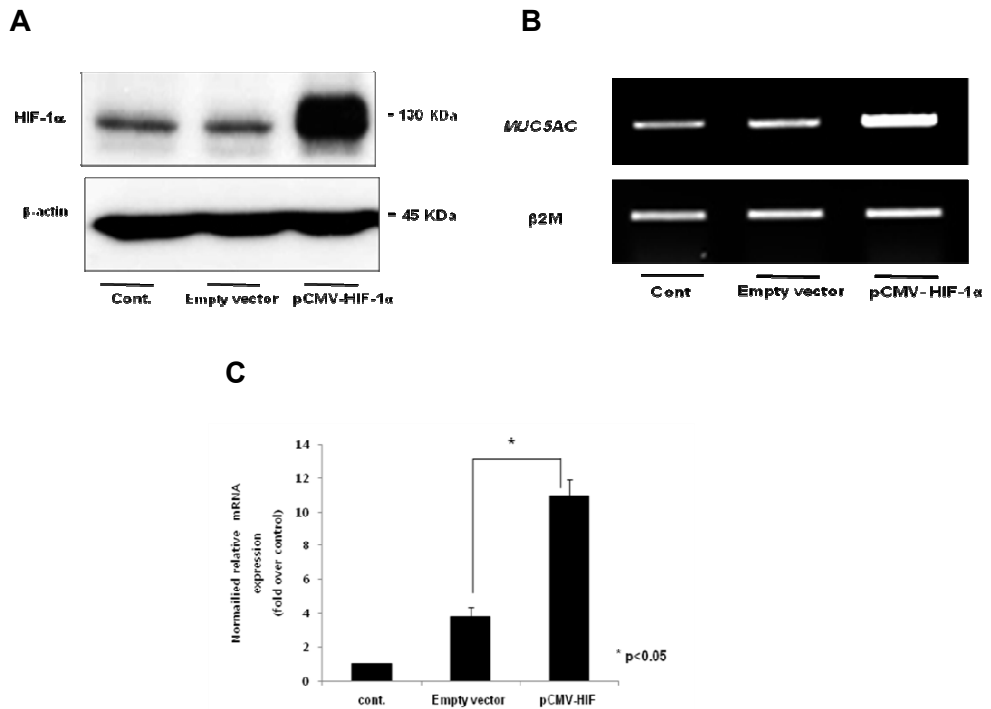 A
HIF-1α
= 130 KDa
β-actin
= 45 KDa
Cont.
Empty vector
pCMV-HIF-1α
B
MUC5AC
β2M
Cont
Empty vector
pCMV-HIF-1α
C
Normailied relative mRNA
expression
(fold over control)
14
12
10
8
6
4
2
0
*
cont.
Empty vector
pCMV-HIF
* p<0.05